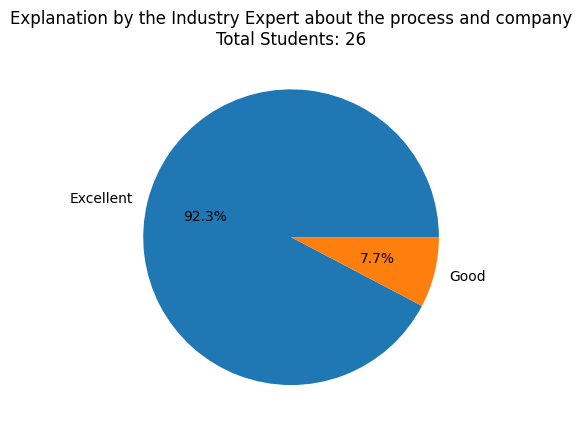 Explanation by the Industry Expert about the process and company
Total Students: 26
Excellent
92.3%
7.7%
Good